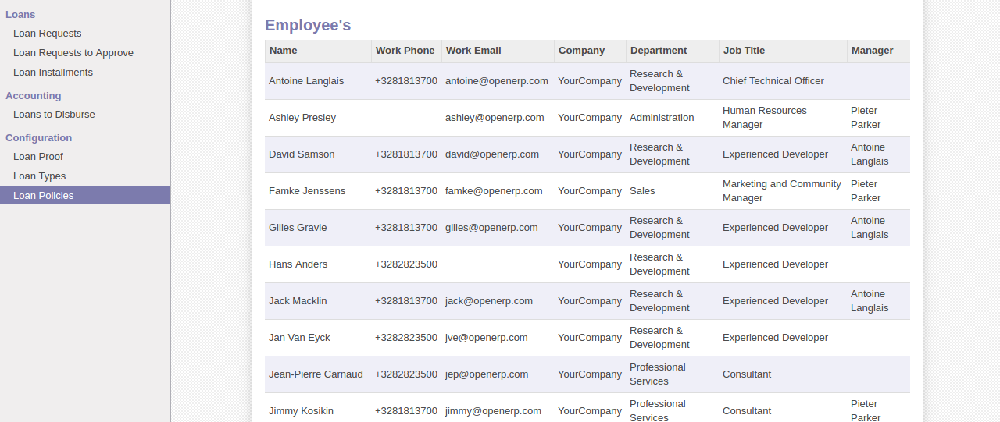 Loans
Loan Requests
Loan Requests to Approve
Loan Installments
Accounting
Loans to Disburse
Configuration
Loan Proof
Loan Types
Loan Policies
Employee's
Name Work Phone Work Email Company Department Job Title Manager
Antoine Langlais +3281813700 antoine@openerp.com YourCompany Research & Development Chief Technical Officer
Ashley Presley ashley@openerp.com YourCompany Administration Human Resources Manager Pieter Parker
David Samson +3281813700 david@openerp.com YourCompany Research & Development Experienced Developer Antoine Langlais
Famke Jenssens +3281813700 famke@openerp.com YourCompany Sales Marketing and Community Manager Pieter Parker
Gilles Gravie +3281813700 gilles@openerp.com YourCompany Research & Development Experienced Developer Antoine Langlais
Hans Anders +3282823500 YourCompany Research & Development Experienced Developer
Jack Macklin +3281813700 jack@openerp.com YourCompany Research & Development Experienced Developer Antoine Langlais
Jan Van Eyck +3282823500 jve@openerp.com YourCompany Research & Development Experienced Developer
Jean-Pierre Carnaud +3282823500 jep@openerp.com YourCompany Professional Services Consultant
Jimmy Kosikin +3281813700 jimmy@openerp.com YourCompany Professional Services Consultant Pieter Parker